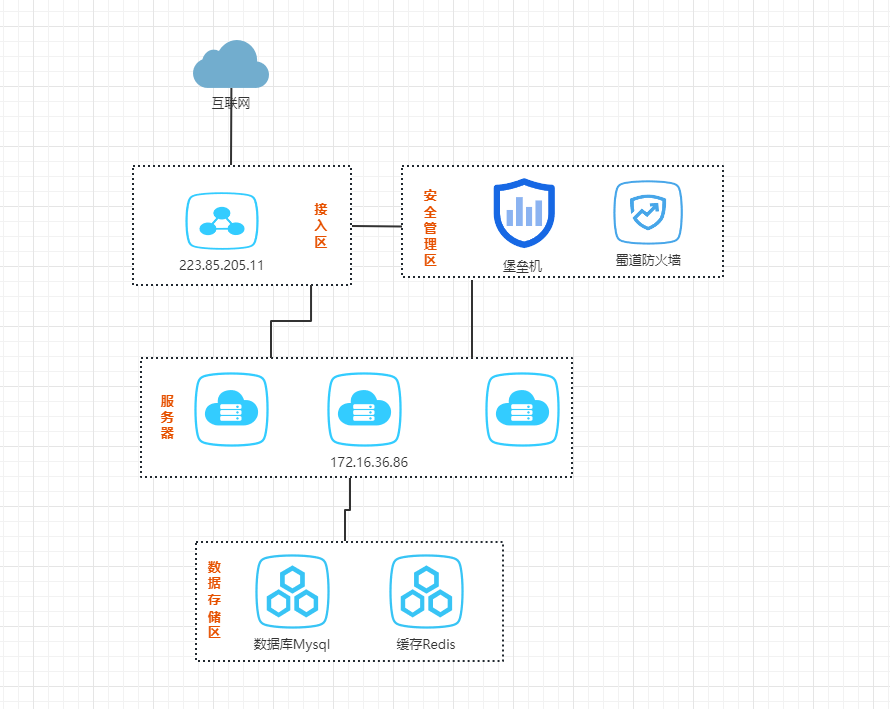 互联网
接入区
223.85.205.11
安全管理区
堡垒机
蜀道防火墙
服务器
172.16.36.86
数据存储区
数据库Mysql
缓存Redis